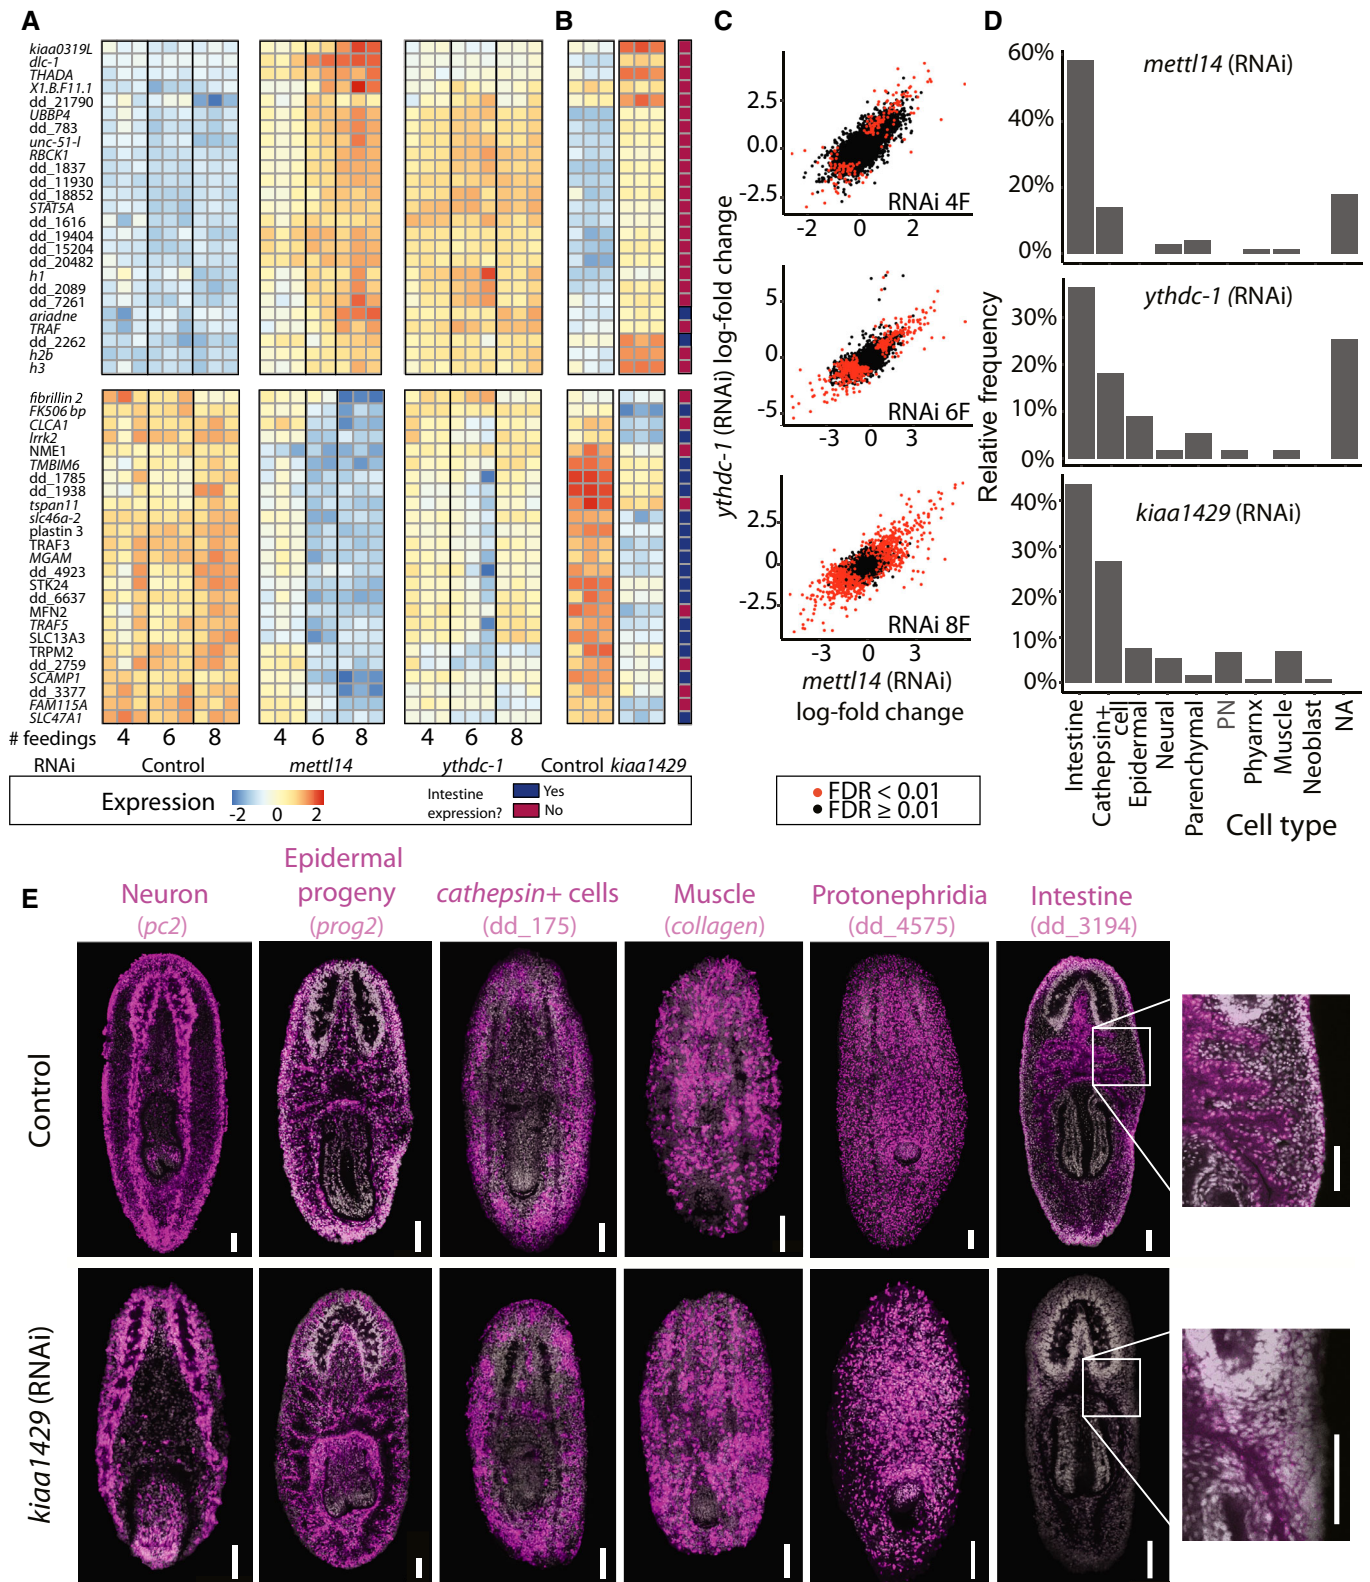 A
B
C
D
kiaa0319L
dlc-1
THADA
X1.B.F11.1
dd_21790
UBBP4
dd_783
unc-51-l
RBCK1
dd_1837
dd_11930
dd_18852
STAT5A
dd_1616
dd_19404
dd_15204
dd_20482
h1
dd_2089
dd_7261
ariadne
TRAF
dd_2262
h2b
h3
fibrillin 2
FK506 bp
CLCA1
lrrk2
NME1
TMBIM6
dd_1785
dd_1938
tspan11
slc46a-2
plastin 3
TRAF3
MGAM
dd_4923
STK24
dd_6637
MFN2
TRAF5
SLC13A3
TRPM2
dd_2759
SCAMP1
dd_3377
FAM115A
SLC47A1
# feedings 4 6 8 4 6 8 4 6 8
RNAi Control mettl14 ythdc-1 Control kiaa1429
Expression
-2 0 2
Intestine
expression?
Yes
No
ythdc-1 (RNAi) log-fold change
2.5
0.0
-2.5
RNAi 4F
-2 0 2
5
0
-5
RNAi 6F
-3 0 3
2.5
0
-2.5
RNAi 8F
-3 0 3
mettl14 (RNAi)
log-fold change
FDR < 0.01
FDR ≥ 0.01
Relative frequency
60%
40%
20%
0%
mettl14 (RNAi)
30%
20%
10%
0%
ythdc-1 (RNAi)
40%
30%
20%
10%
0%
kiaa1429 (RNAi)
Intestine
Cathepsin+
cell
Epidermal
Neural
Parenchymal
PN
Phyarnx
Muscle
Neoblast
NA
Cell type
E
Neuron
(pc2)
Epidermal
progeny
(prog2)
cathepsin+ cells
(dd_175)
Muscle
(collagen)
Protonephridia
(dd_4575)
Intestine
(dd_3194)
Control
kiaa1429 (RNAi)